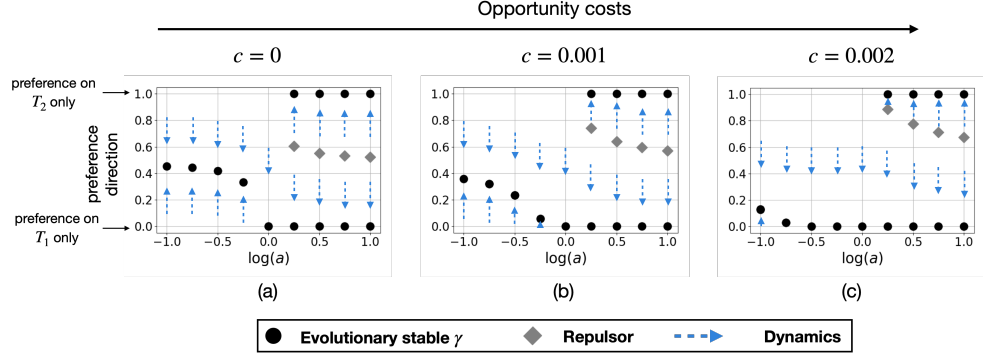 Opportunity costs
c = 0
c = 0.001
c = 0.002
preference on
T₂ only
preference on
T₁ only
preference
direction
1.0
0.8
0.6
0.4
0.2
0.0
−1.0 −0.5 0.0 0.5 1.0
log(a)
(a)
1.0
0.8
0.6
0.4
0.2
0.0
−1.0 −0.5 0.0 0.5 1.0
log(a)
(b)
1.0
0.8
0.6
0.4
0.2
0.0
−1.0 −0.5 0.0 0.5 1.0
log(a)
(c)
Evolutionary stable γ Repulsor Dynamics